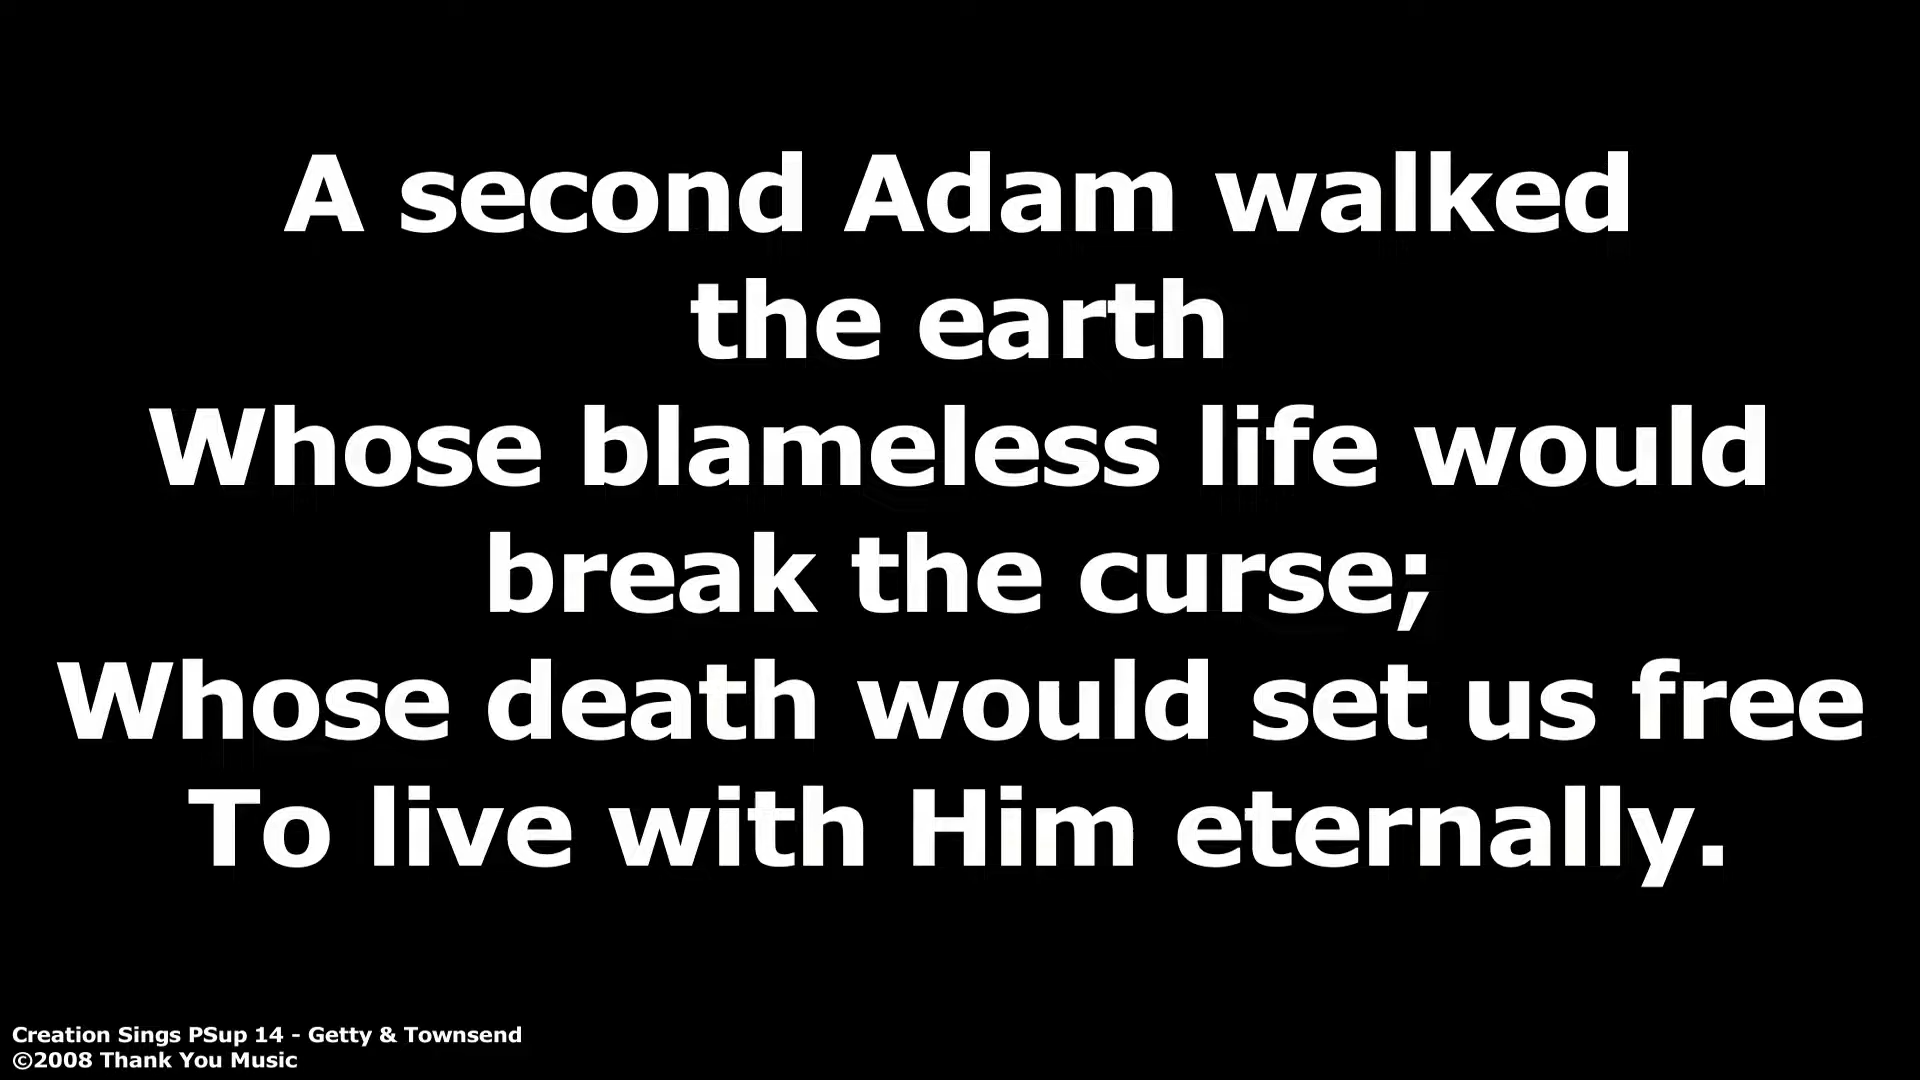 A second Adam walked
the earth
Whose blameless life would
break the curse;
Whose death would set us free
To live with Him eternally.
Creation Sings PSup 14 - Getty & Townsend
©2008 Thank You Music